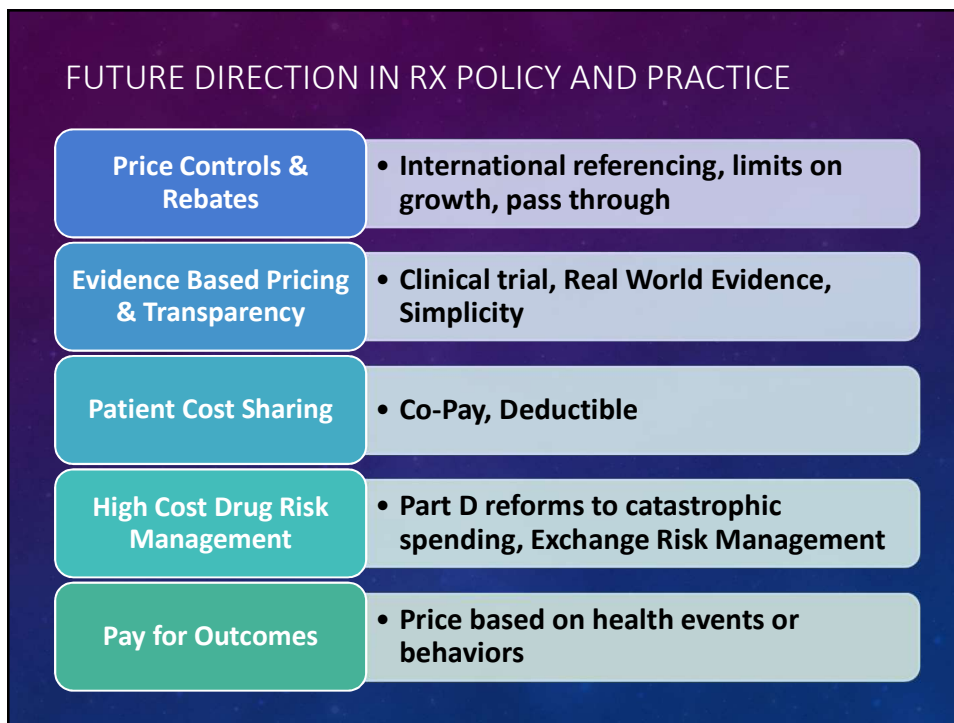 FUTURE DIRECTION IN RX POLICY AND PRACTICE
Price Controls &
Rebates
• International referencing, limits on
growth, pass through
Evidence Based Pricing
& Transparency
• Clinical trial, Real World Evidence,
Simplicity
Patient Cost Sharing
• Co-Pay, Deductible
High Cost Drug Risk
Management
• Part D reforms to catastrophic
spending, Exchange Risk Management
Pay for Outcomes
• Price based on health events or
behaviors